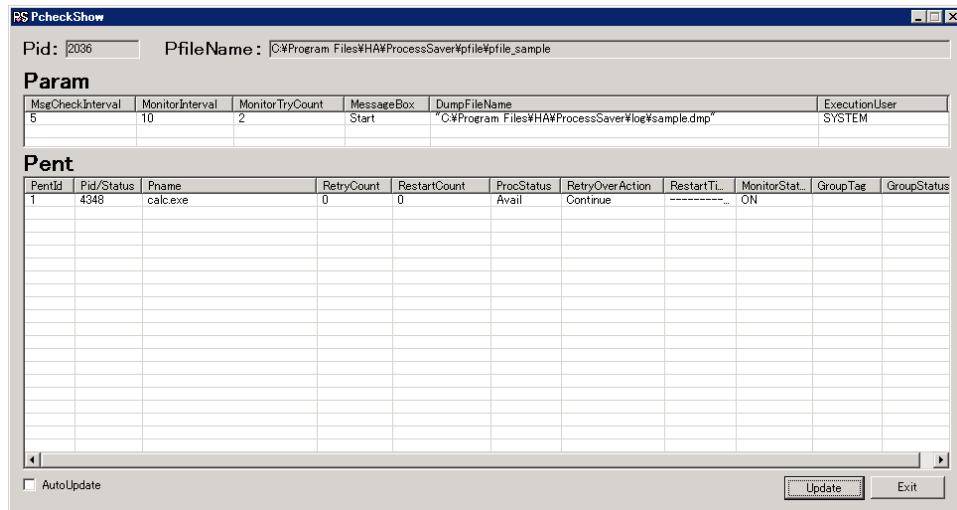 PS PcheckShow
Pid: 2036 PfileName: C:¥Program Files¥HA¥ProcessSaver¥pfile¥pfile_sample
Param
MsgCheckInterval MonitorInterval MonitorTryCount MessageBox DumpFileName ExecutionUser
5 10 2 Start "C:¥Program Files¥HA¥ProcessSaver¥log¥sample.dmp" SYSTEM
Pent
PentId Pid/Status Pname RetryCount RestartCount ProcStatus RetryOverAction RestartTi... MonitorStat... GroupTag GroupStatus
1 4348 calc.exe 0 0 Avail Continue ---------... ON
AutoUpdate Update Exit